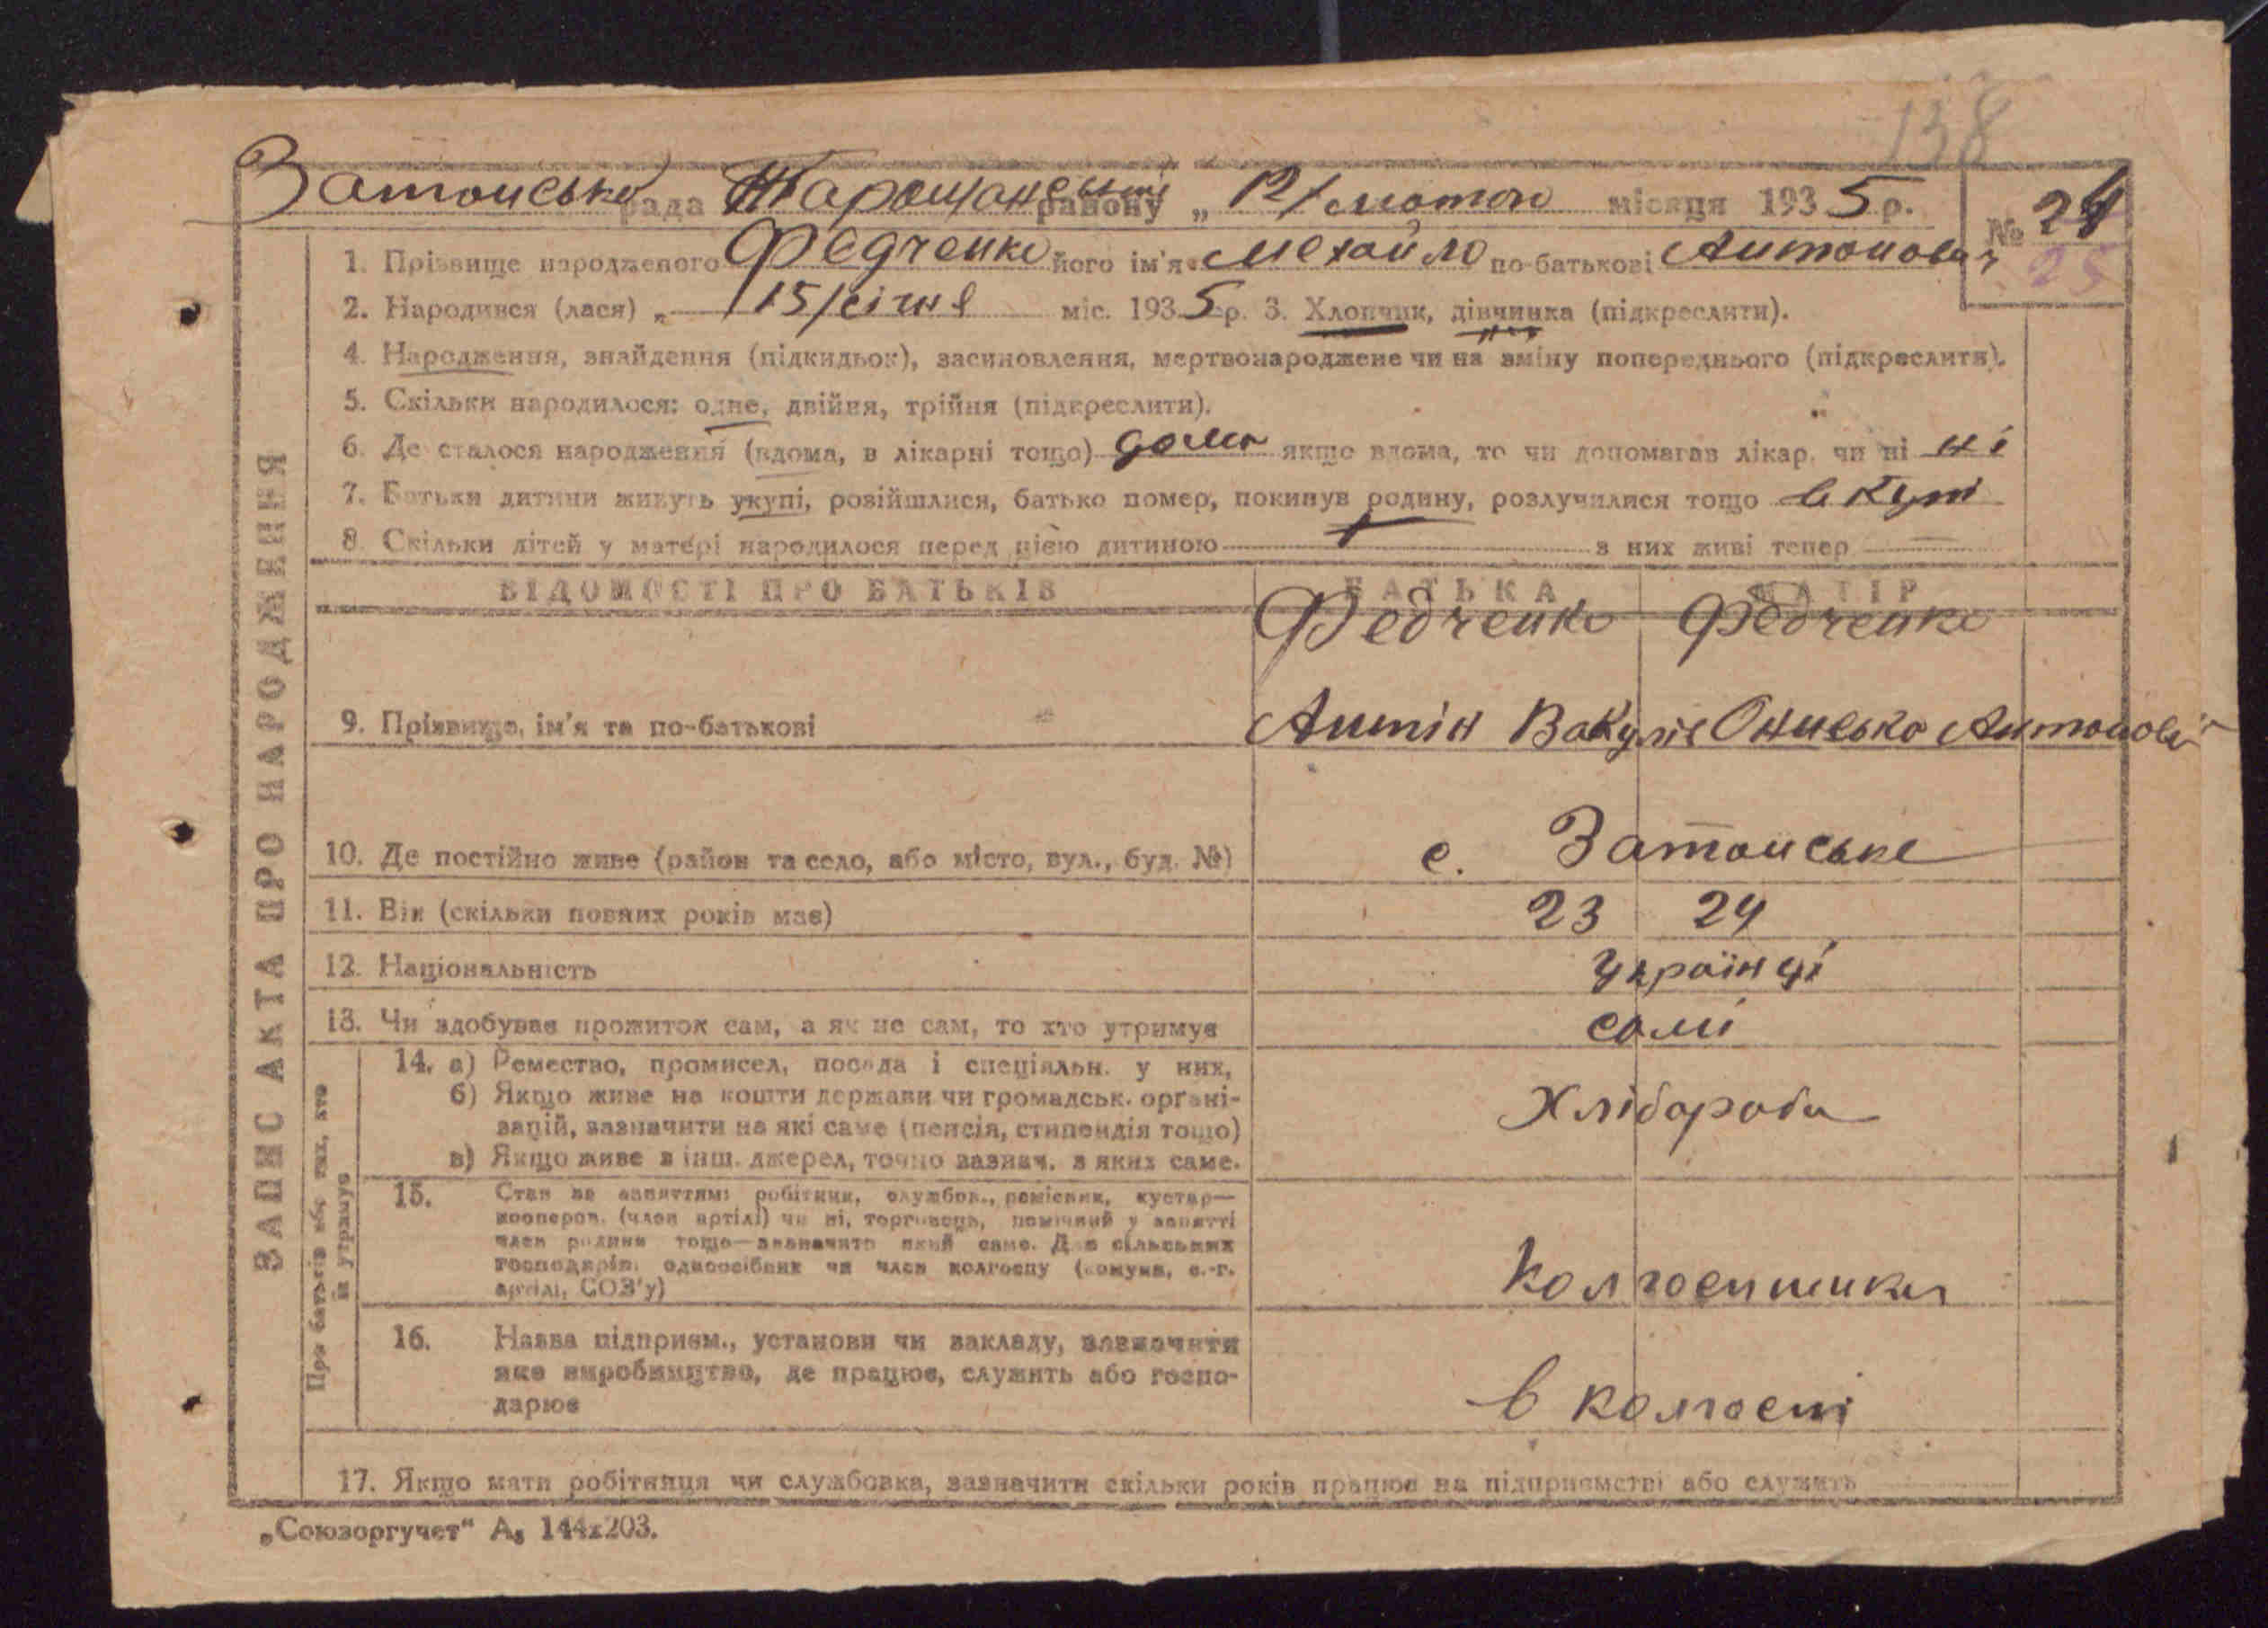 138
Затонська рада Таращанський району „ 12/лютого місяця 1935 р. № 24
25
1. Прізвище народженого Федченко його ім'я Мехайло по-батькові Антонович
2. Народився (лася) „ 15/січня міс. 1935 р. 3. Хлопчик, дівчинка (підкреслити).
4. Народження, знайдення (підкидьок), засиновлення, мертвонароджене чи на зміну попереднього (підкреслити).
5. Скільки народилося: одне, двійня, трійня (підкреслити).
6. Де сталося народження (вдома, в лікарні тощо) дома якщо вдома, то чи допомагав лікар, чи ні ні
7. Батьки дитини живуть укупі, розійшлися, батько помер, покинув родину, розлучилися тощо вкупі
8. Скільки дітей у матері народилося перед цією дитиною з них живі тепер
ВІДОМОСТІ ПРО БАТЬКІВ БАТЬКА МАТІР
Федченко Федченко
9. Прізвище, ім'я та по-батькові Антін Вакулів Онисько Антонові
10. Де постійно живе (район та село, або місто, вул., буд. №) с. Затонське
11. Вік (скільки повних років має) 23 24
12. Національність Українці
13. Чи здобуває прожиток сам, а як не сам, то хто утримує самі
14. а) Ремество, промисел, посада і спеціальн. у них,
б) Якщо живе на кошти держави чи громадськ. організацій, зазначити на які саме (пенсія, стипендія тощо)
в) Якщо живе з інш. джерел, точно зазнач. з яких саме.
Хлібороби
15. Стан за заняттям: робітник, службов., ремісник, кустар—
кооперов. (член артілі) чи ні, торговець, помічний у занятті
член родини тощо—зазначити який саме. Для сільських
господарів: одноосібник чи член колгоспу (комуна, с.-г.
артілі, СОЗ'у)
Колгоспники
16. Назва підприєм., установи чи закладу, зазначити
яке виробництво, де працює, служить або господарює
в колгоспі
17. Якщо мати робітниця чи службовка, зазначити скільки років працює на підприємстві або служить
ЗАПИС АКТА ПРО НАРОДЖЕННЯ
Про батьків або тих, хто
їх утримує
„Союзоргучет" А₅ 144х203.